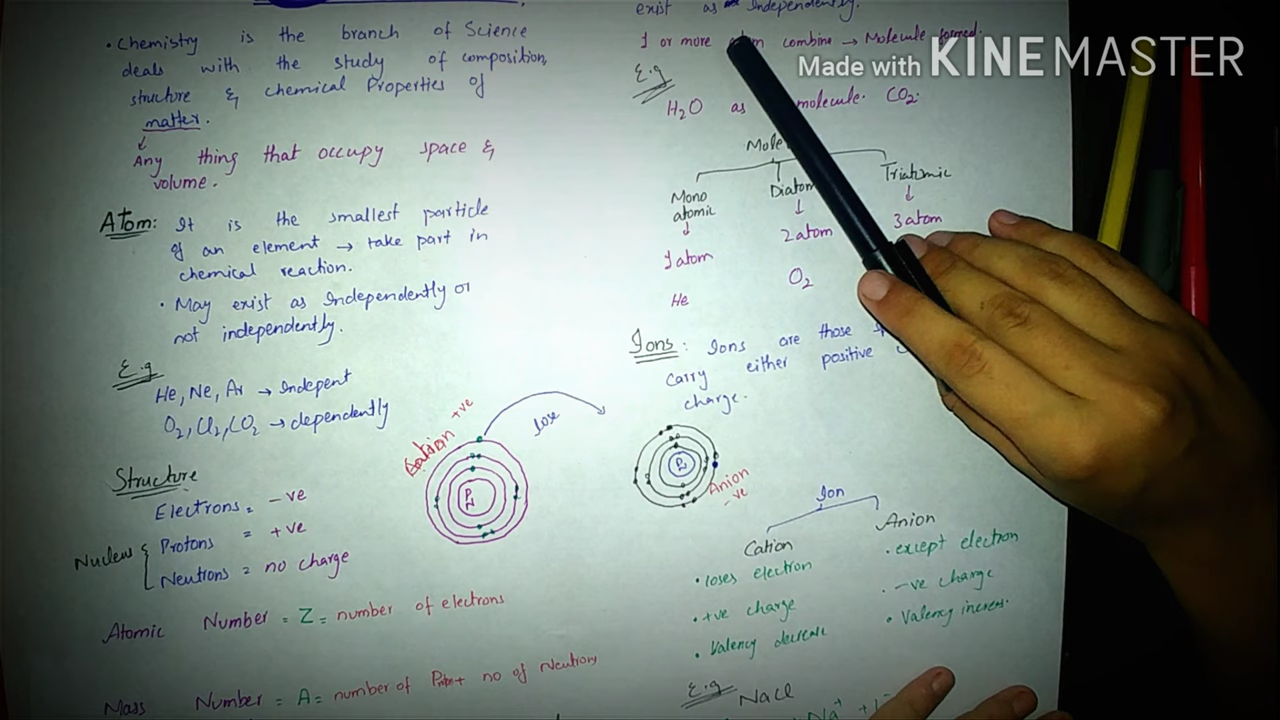 • Chemistry is the branch of Science
deals with the study of composition,
structure & chemical Properties of
matter.
Any thing that occupy space &
volume.
Atom: It is the smallest particle
of an element → take part in
chemical reaction.
• May exist as Independently or
not independently.
E.g
He, Ne, Ar → Indepent
O2, Cl2, CO2 → dependently
Structure
Electrons = -ve
Nucleus
Protons = +ve
Neutrons = no charge
Cation +ve
lose
Atomic Number = Z = number of electrons
Mass Number = A = number of Proton + no of Neutrons
exist as Independently.
1 or more combine → Molecule formed.
Made with KINEMASTER
E.g
H2O as molecule. CO2.
Mono
atomic
1 atom
He
2 atom
O2
Triatomic
3 atom
Ions: Ions are those
carry either positive
charge.
Anion
-ve
Ion
Cation
• loses electron
• +ve charge
• Valency decrease
Anion
• except electron
• -ve charge
• Valency increas.
E.g NaCl
Na+ +